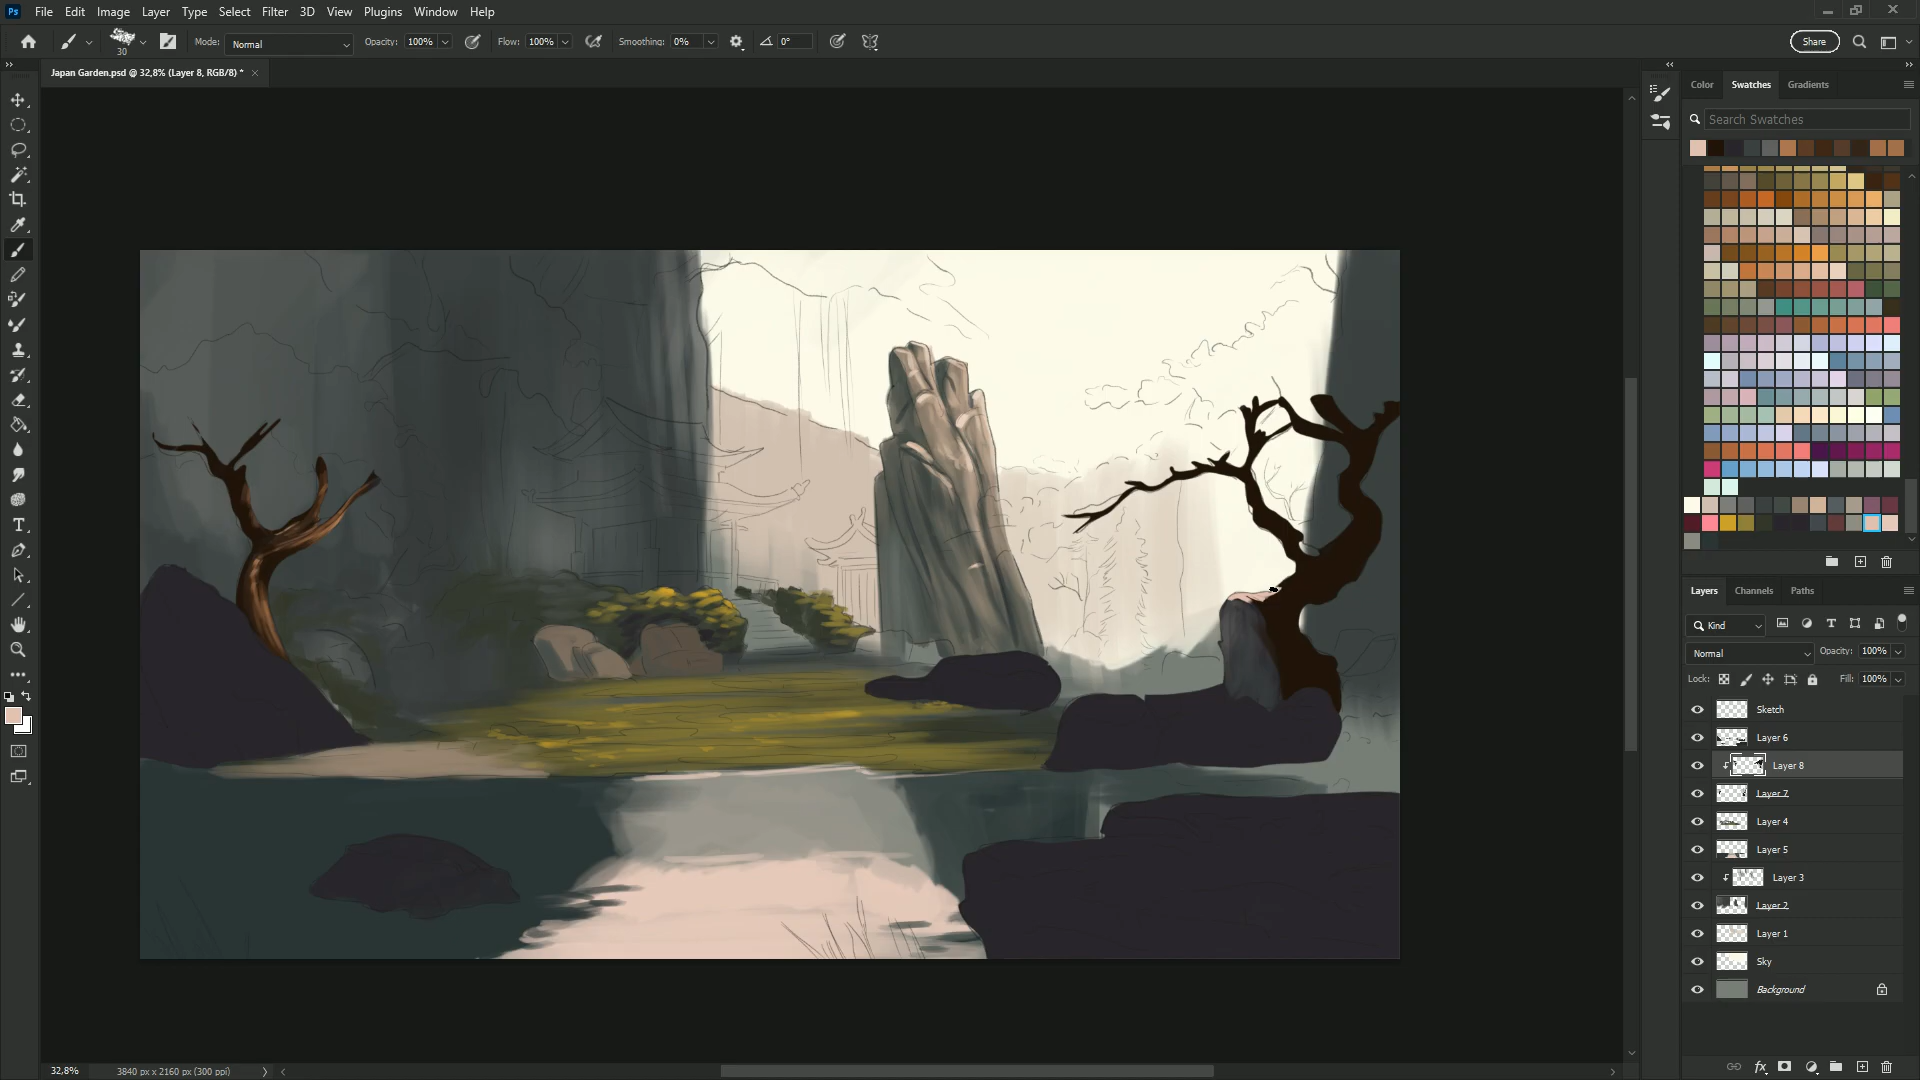 Ps File Edit Image Layer Type Select Filter 3D View Plugins Window Help
30 Mode: Normal Opacity: 100% Flow: 100% Smoothing: 0% 0° Share
Japan Garden.psd @ 32,8% (Layer 8, RGB/8) *
Color Swatches Gradients
Search Swatches
Layers Channels Paths
Kind
Normal Opacity: 100%
Lock: Fill: 100%
Sketch
Layer 6
Layer 8
Layer 7
Layer 4
Layer 5
Layer 3
Layer 2
Layer 1
Sky
Background
fx
32,8% 3840 px x 2160 px (300 ppi)